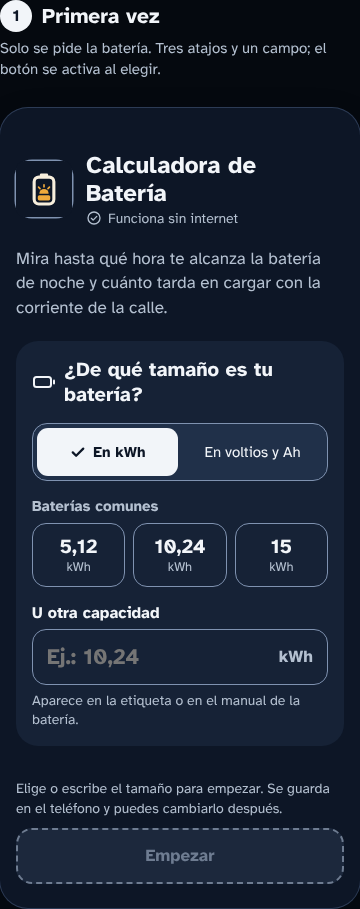 1 Primera vez
Solo se pide la batería. Tres atajos y un campo; el
botón se activa al elegir.
Calculadora de
Batería
Funciona sin internet
Mira hasta qué hora te alcanza la batería
de noche y cuánto tarda en cargar con la
corriente de la calle.
¿De qué tamaño es tu
batería?
En kWh En voltios y Ah
Baterías comunes
5,12 10,24 15
kWh kWh kWh
U otra capacidad
Ej.: 10,24 kWh
Aparece en la etiqueta o en el manual de la
batería.
Elige o escribe el tamaño para empezar. Se guarda
en el teléfono y puedes cambiarlo después.
Empezar